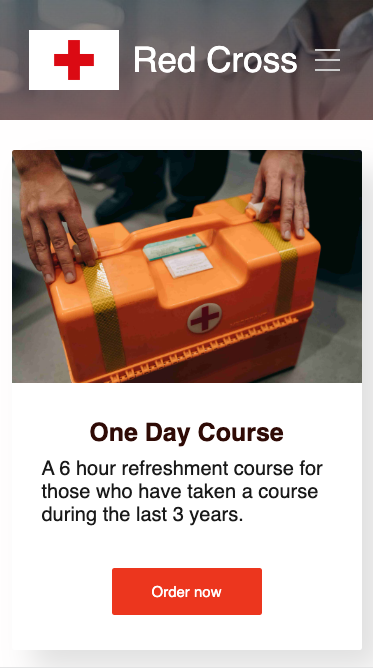 Red Cross
One Day Course
A 6 hour refreshment course for
those who have taken a course
during the last 3 years.
Order now